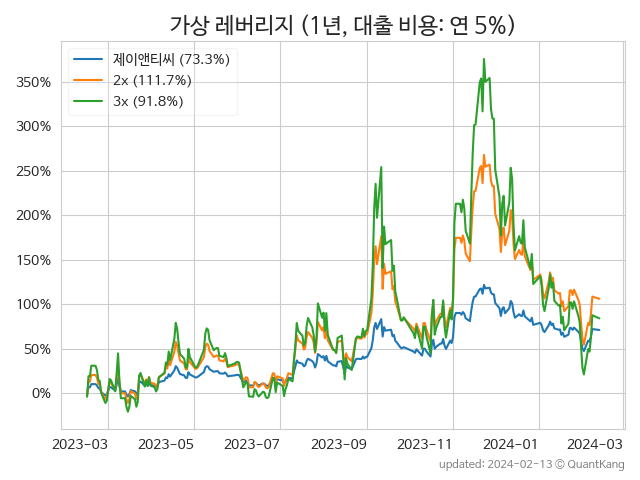 가상 레버리지 (1년, 대출 비용: 연 5%)
제이앤티씨 (73.3%)
2x (111.7%)
3x (91.8%)
350%
300%
250%
200%
150%
100%
50%
0%
2023-03 2023-05 2023-07 2023-09 2023-11 2024-01 2024-03
updated: 2024-02-13 © QuantKang